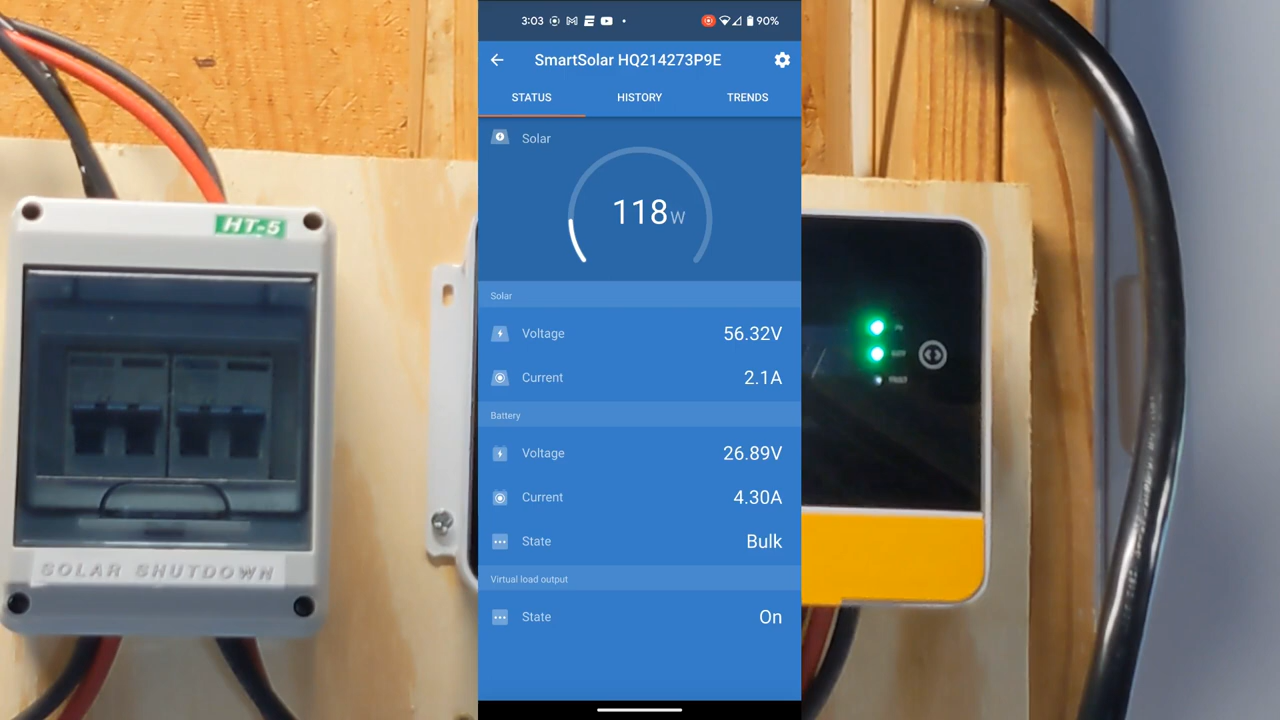 HT-5
SOLAR SHUTDOWN
3:03
90%
SmartSolar HQ214273P9E
STATUS
HISTORY
TRENDS
Solar
118W
Solar
Voltage 56.32V
Current 2.1A
Battery
Voltage 26.89V
Current 4.30A
State Bulk
Virtual load output
State On